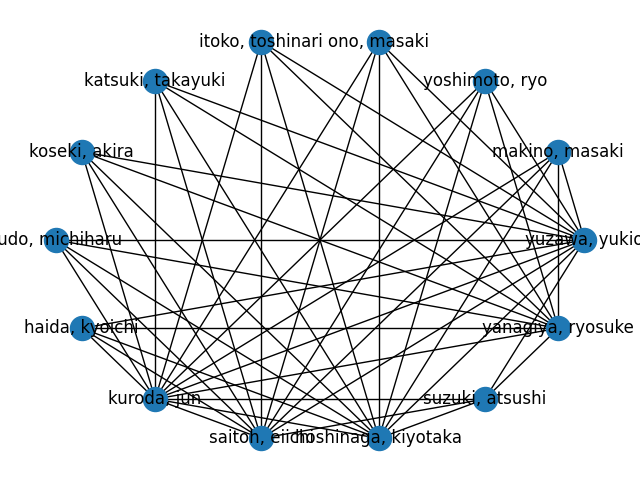 itoko, toshinari
ono, masaki
katsuki, takayuki
yoshimoto, ryo
koseki, akira
makino, masaki
udo, michiharu
yuzawa, yukio
haida, kyoichi
yanagiya, ryosuke
kuroda, jun
suzuki, atsushi
saitoh, eiichi
hoshinaga, kiyotaka